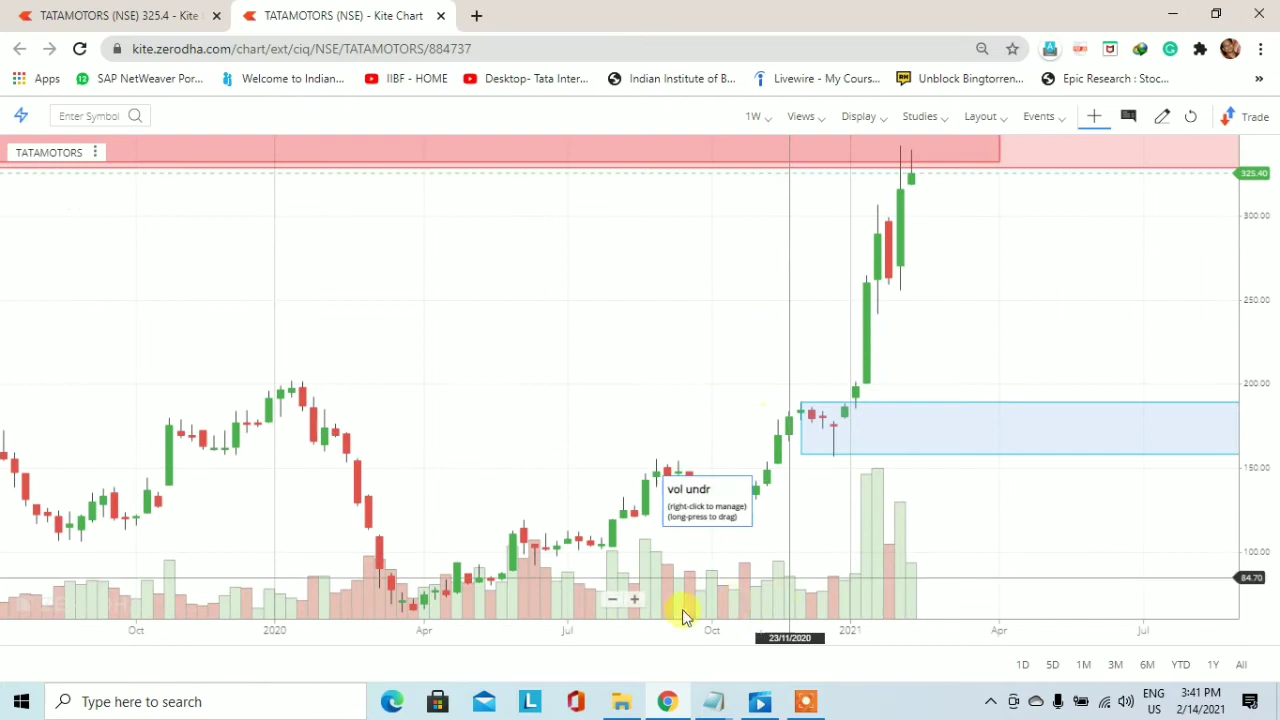 TATAMOTORS (NSE) 325.4 - Kite
TATAMOTORS (NSE) - Kite Chart
kite.zerodha.com/chart/ext/ciq/NSE/TATAMOTORS/884737
Apps
SAP NetWeaver Por...
Welcome to Indian...
IIBF - HOME
Desktop- Tata Inter...
Indian Institute of B...
Livewire - My Cours...
Unblock Bingtorren...
Epic Research : Stoc...
»
Enter Symbol
1W
Views
Display
Studies
Layout
Events
Trade
TATAMOTORS
325.40
300.00
250.00
200.00
150.00
100.00
84.70
vol undr
(right-click to manage)
(long-press to drag)
Oct
2020
Apr
Jul
Oct
2021
Apr
Jul
23/11/2020
1D
5D
1M
3M
6M
YTD
1Y
All
Type here to search
ENG
US
3:41 PM
2/14/2021